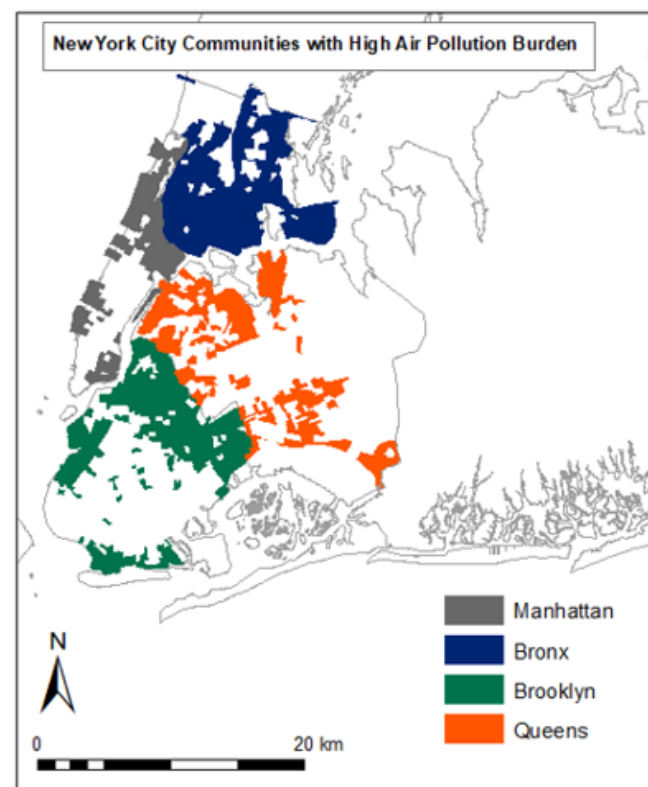 New York City Communities with High Air Pollution Burden
Manhattan
Bronx
Brooklyn
Queens
N
0 20 km